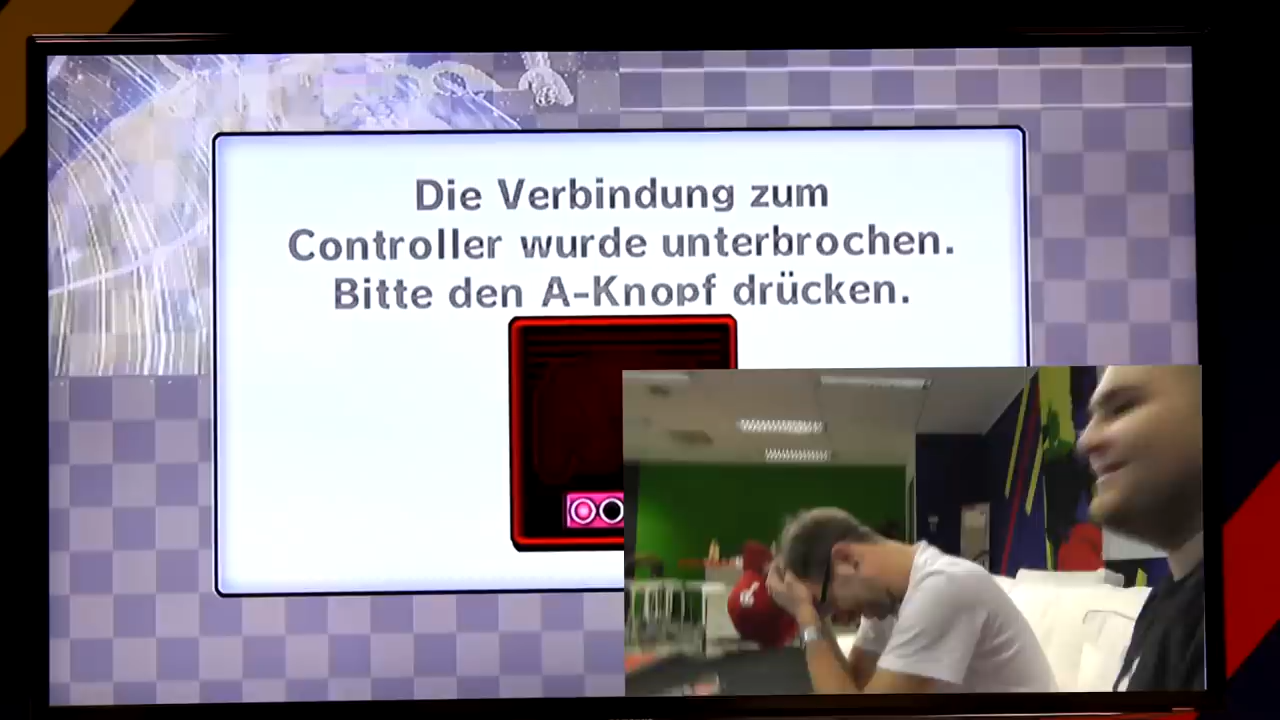 Die Verbindung zum
Controller wurde unterbrochen.
Bitte den A-Knopf drücken.